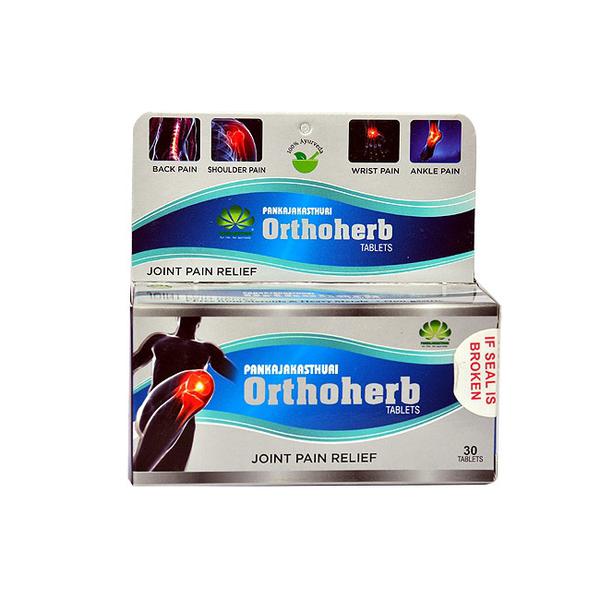 100% Ayurveda
BACK PAIN
SHOULDER PAIN
WRIST PAIN
ANKLE PAIN
PANKAJAKASTHURI
Orthoherb
TABLETS
JOINT PAIN RELIEF
PANKAJAKASTHURI
PANKAJAKASTHURI
Orthoherb
TABLETS
IF SEAL IS
BROKEN
JOINT PAIN RELIEF
30
TABLETS